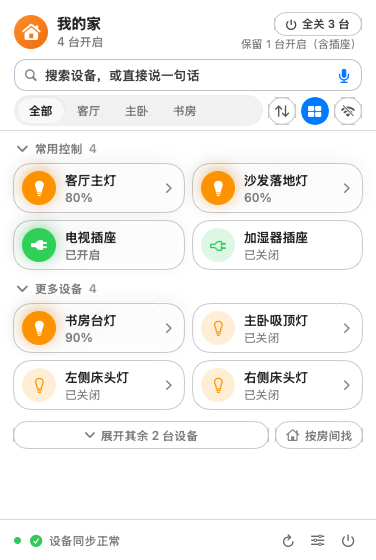 我的家
4 台开启
全关 3 台
保留 1 台开启（含插座）
搜索设备，或直接说一句话
全部 客厅 主卧 书房
常用控制 4
客厅主灯
80%
沙发落地灯
60%
电视插座
已开启
加湿器插座
已关闭
更多设备 4
书房台灯
90%
主卧吸顶灯
已关闭
左侧床头灯
已关闭
右侧床头灯
已关闭
展开其余 2 台设备
按房间找
设备同步正常